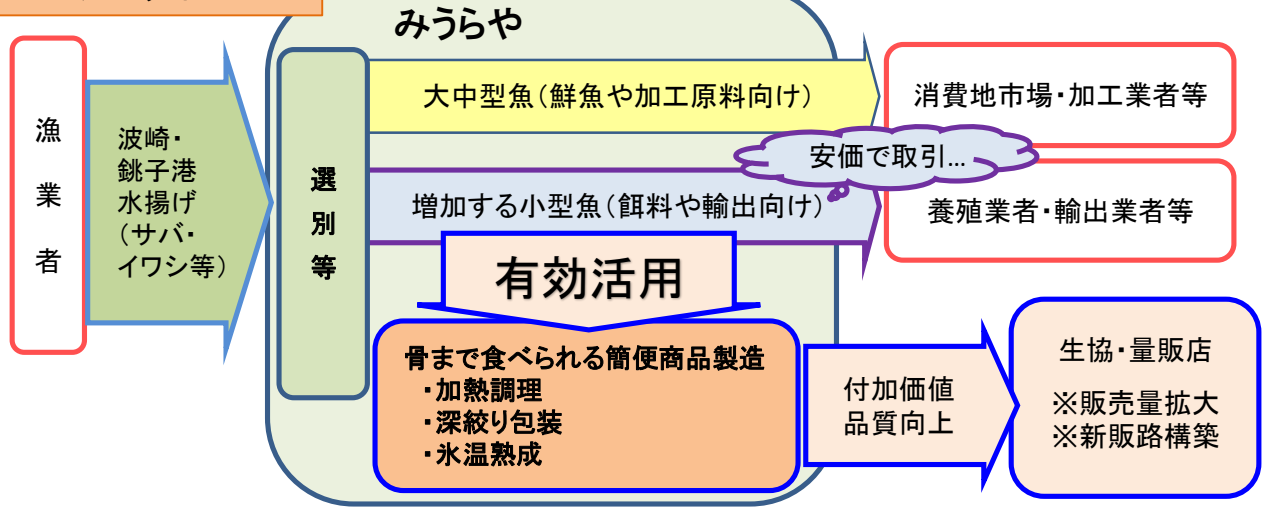 みうらや
漁業者
波崎・
銚子港
水揚げ
(サバ・
イワシ等)
選別等
大中型魚(鮮魚や加工原料向け)
消費地市場・加工業者等
安価で取引…
増加する小型魚(餌料や輸出向け)
養殖業者・輸出業者等
有効活用
骨まで食べられる簡便商品製造
・加熱調理
・深絞り包装
・氷温熟成
付加価値
品質向上
生協・量販店
※販売量拡大
※新販路構築